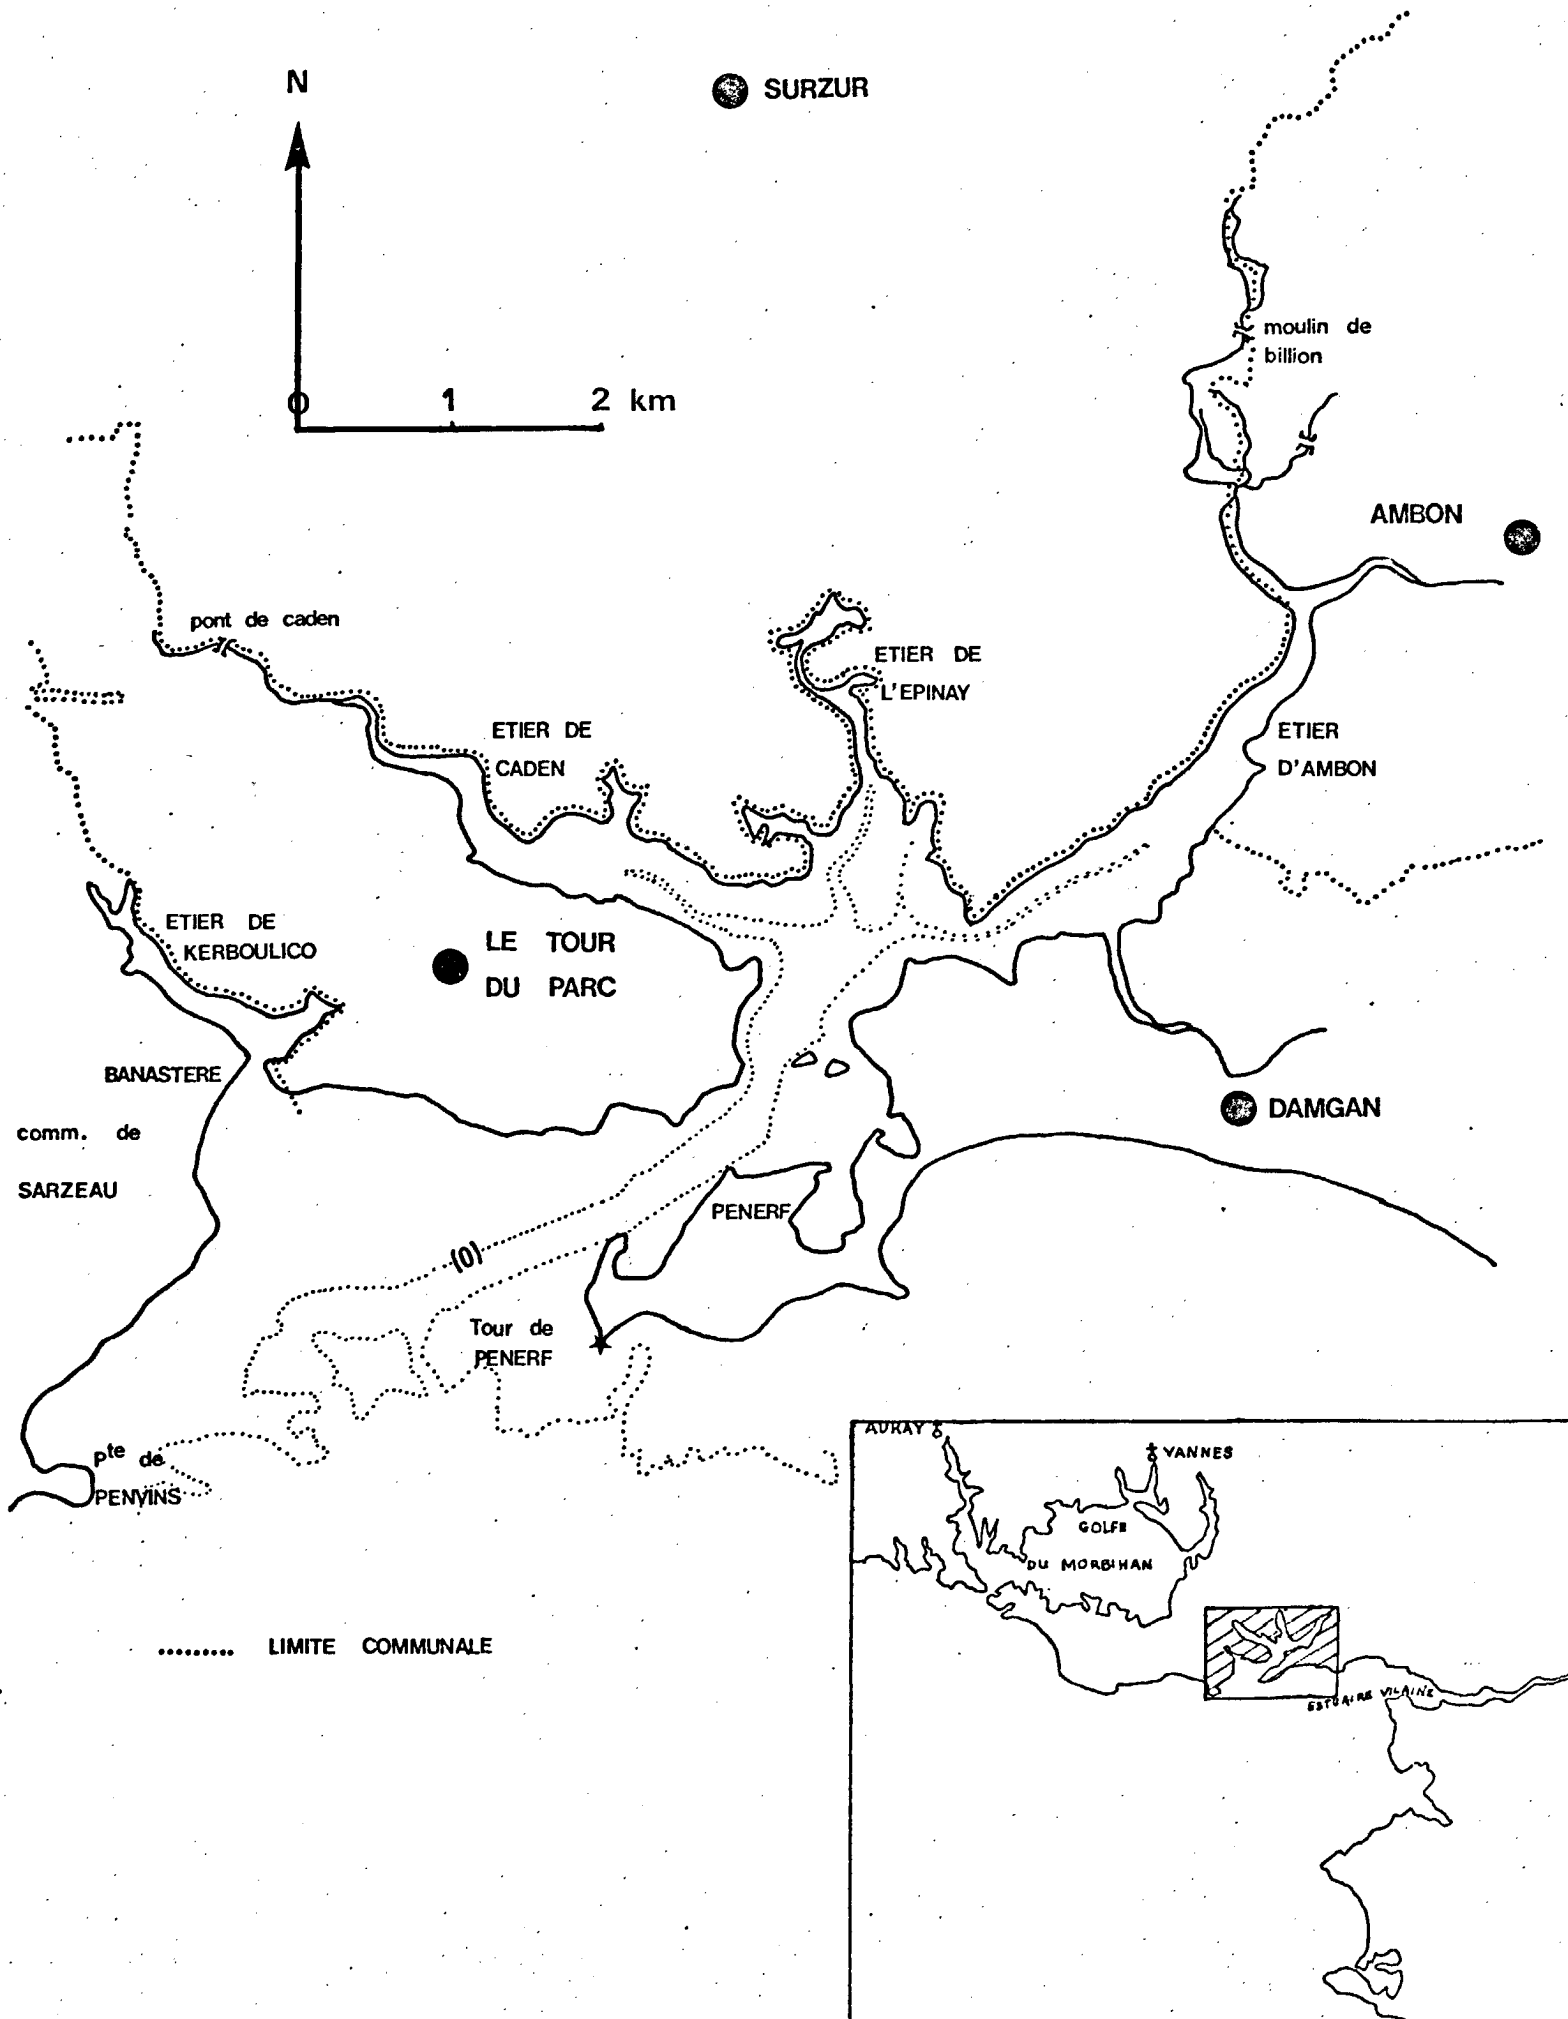 N
SURZUR
moulin de
billion
0 1 2 km
AMBON
pont de caden
ETIER DE
L'EPINAY
ETIER DE
CADEN
ETIER
D'AMBON
ETIER DE
KERBOULICO
LE TOUR
DU PARC
BANASTERE
DAMGAN
comm. de
SARZEAU
PENERF
(0)
Tour de
PENERF
Pte de
PENVINS
AURAY
VANNES
GOLFE
DU MORBIHAN
ESTUAIRE VILAINE
LIMITE COMMUNALE